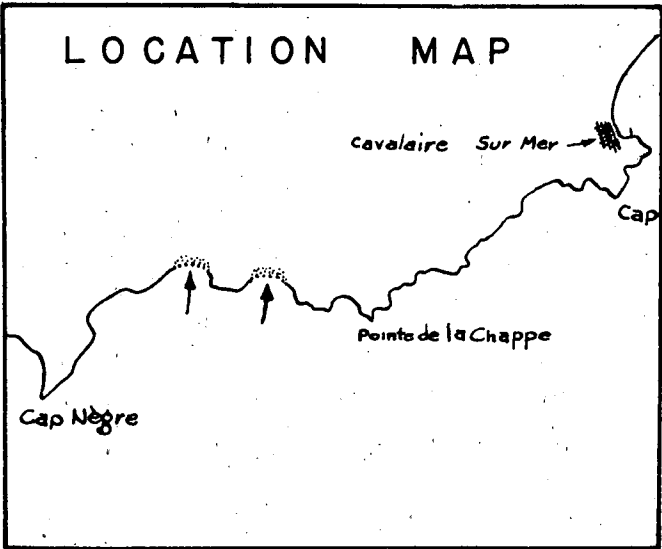 LOCATION MAP
Cavalaire Sur Mer
Cap
Pointe de la Chappe
Cap Nègre